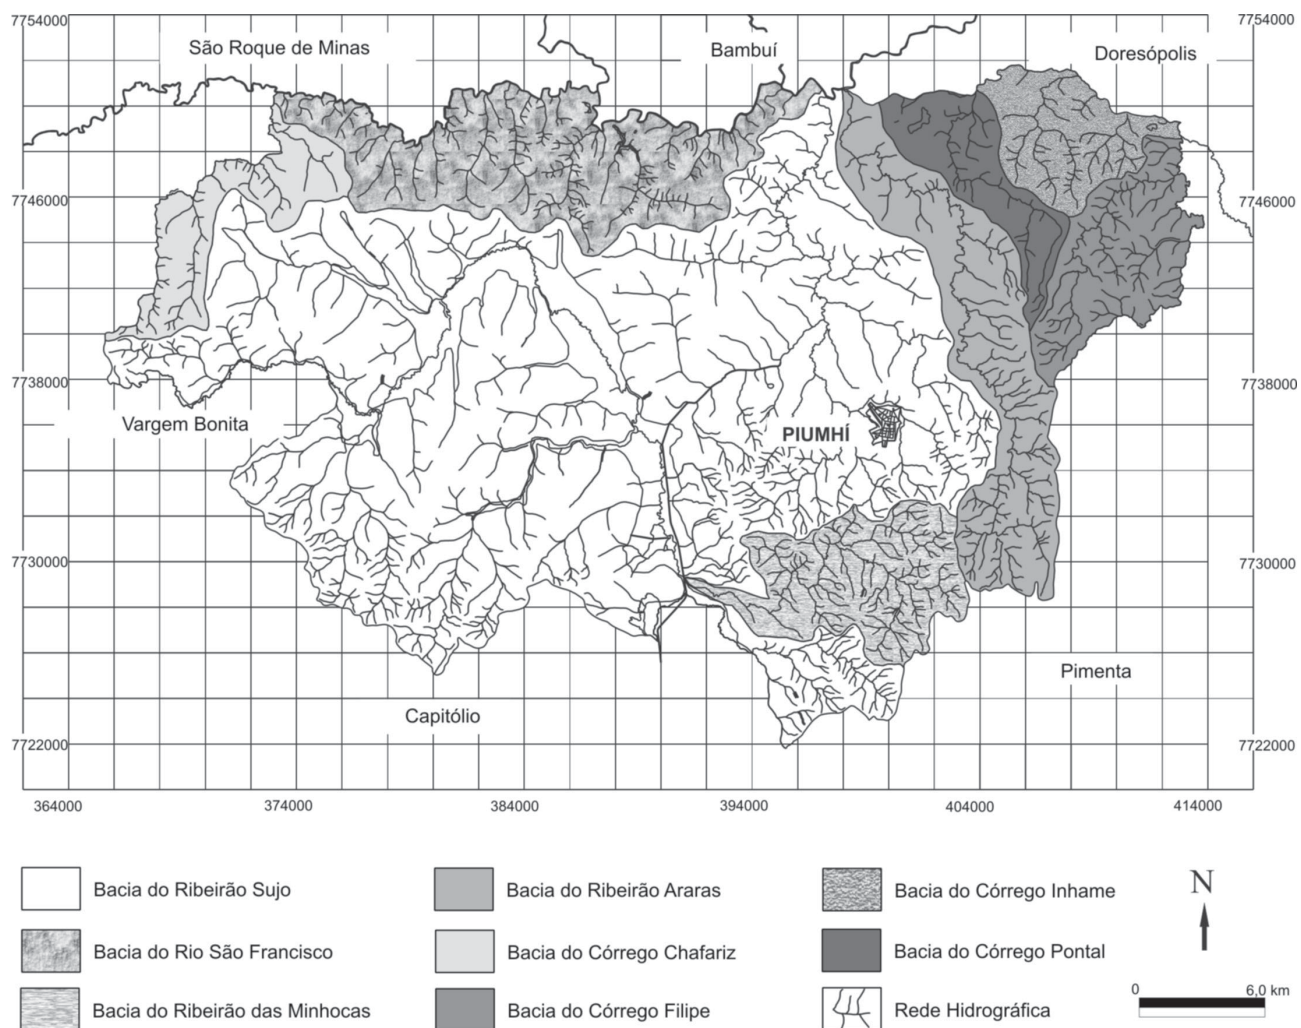 7754000
7754000
São Roque de Minas
Bambuí
Doresópolis
7746000
7746000
7738000
7738000
Vargem Bonita
PIUMHÍ
7730000
7730000
Pimenta
Capitólio
7722000
7722000
364000
374000
384000
394000
404000
414000
Bacia do Ribeirão Sujo
Bacia do Ribeirão Araras
Bacia do Córrego Inhame
N
Bacia do Rio São Francisco
Bacia do Córrego Chafariz
Bacia do Córrego Pontal
0
6,0 km
Bacia do Ribeirão das Minhocas
Bacia do Córrego Filipe
Rede Hidrográfica